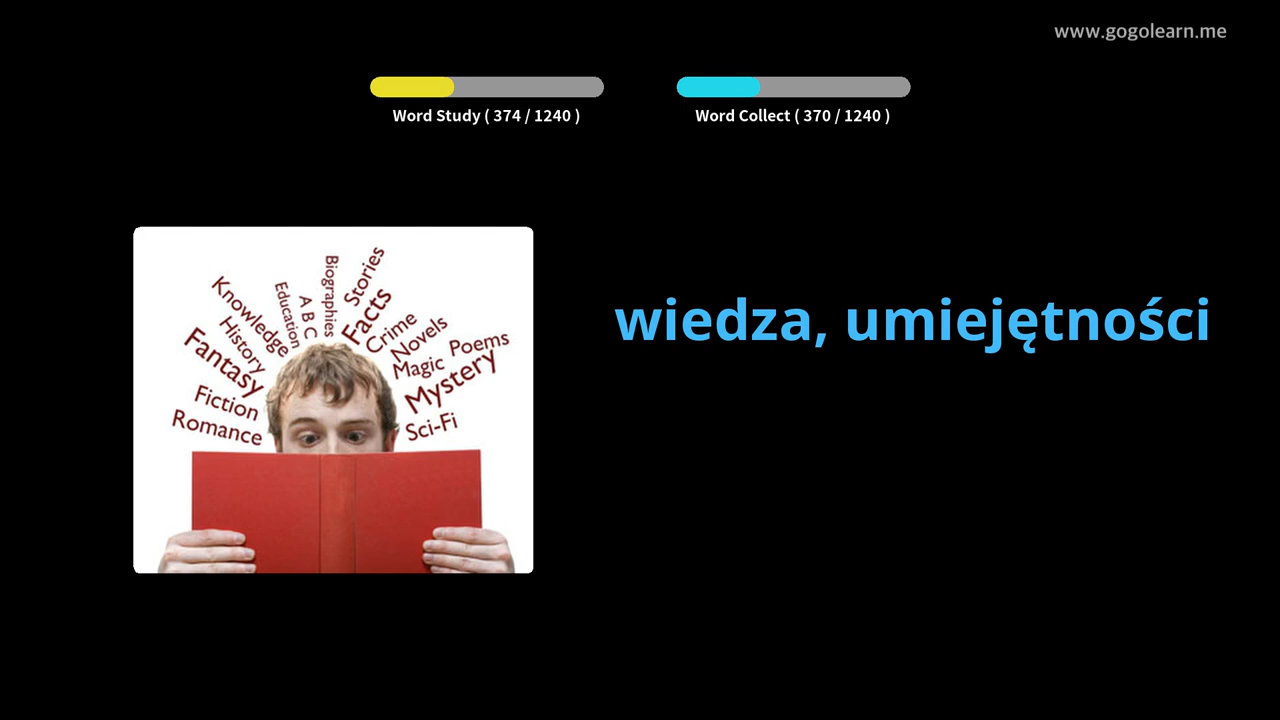 www.gogolearn.me
Word Study ( 374 / 1240 )
Word Collect ( 370 / 1240 )
wiedza, umiejętności
Biographies
Stories
Education
A B C
Facts
Knowledge
Crime
History
Novels
Fantasy
Magic
Poems
Mystery
Fiction
Romance
Sci-Fi